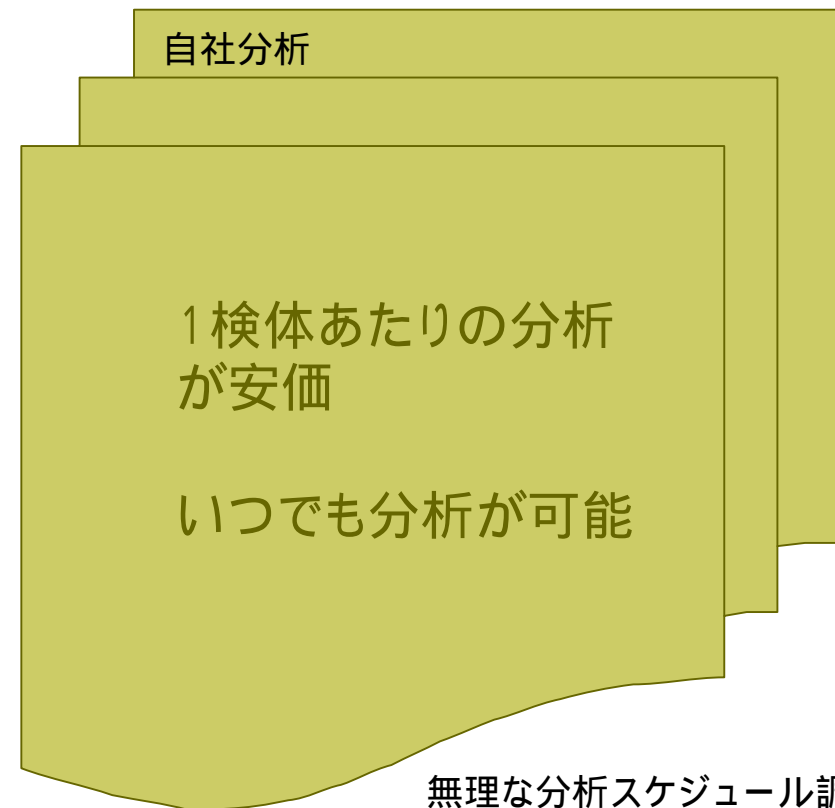 自社分析
1検体あたりの分析
が安価
いつでも分析が可能
無理な分析スケジュール